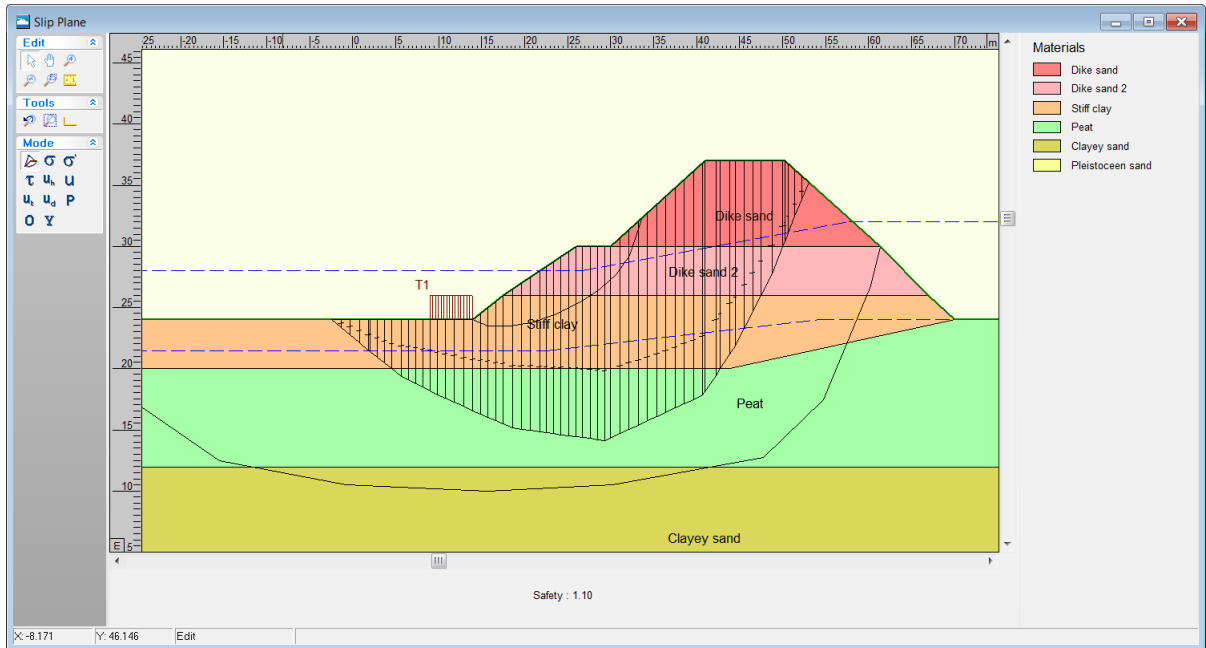 Slip Plane
Edit
Tools
Mode
σ σ'
τ u_h u
u_t u_d P
O Y
25 |-20 |-15 |-10 |-5 |0 |5 |10 |15 |20 |25 |30 |35 |40 |45 |50 |55 |60 |65 |70 m
45
40
35
30
25
20
15
10
E 5
Dike sand
Dike sand 2
T1
Stiff clay
Peat
Clayey sand
Materials
Dike sand
Dike sand 2
Stiff clay
Peat
Clayey sand
Pleistoceen sand
Safety : 1.10
X: -8.171 Y: 46.146 Edit